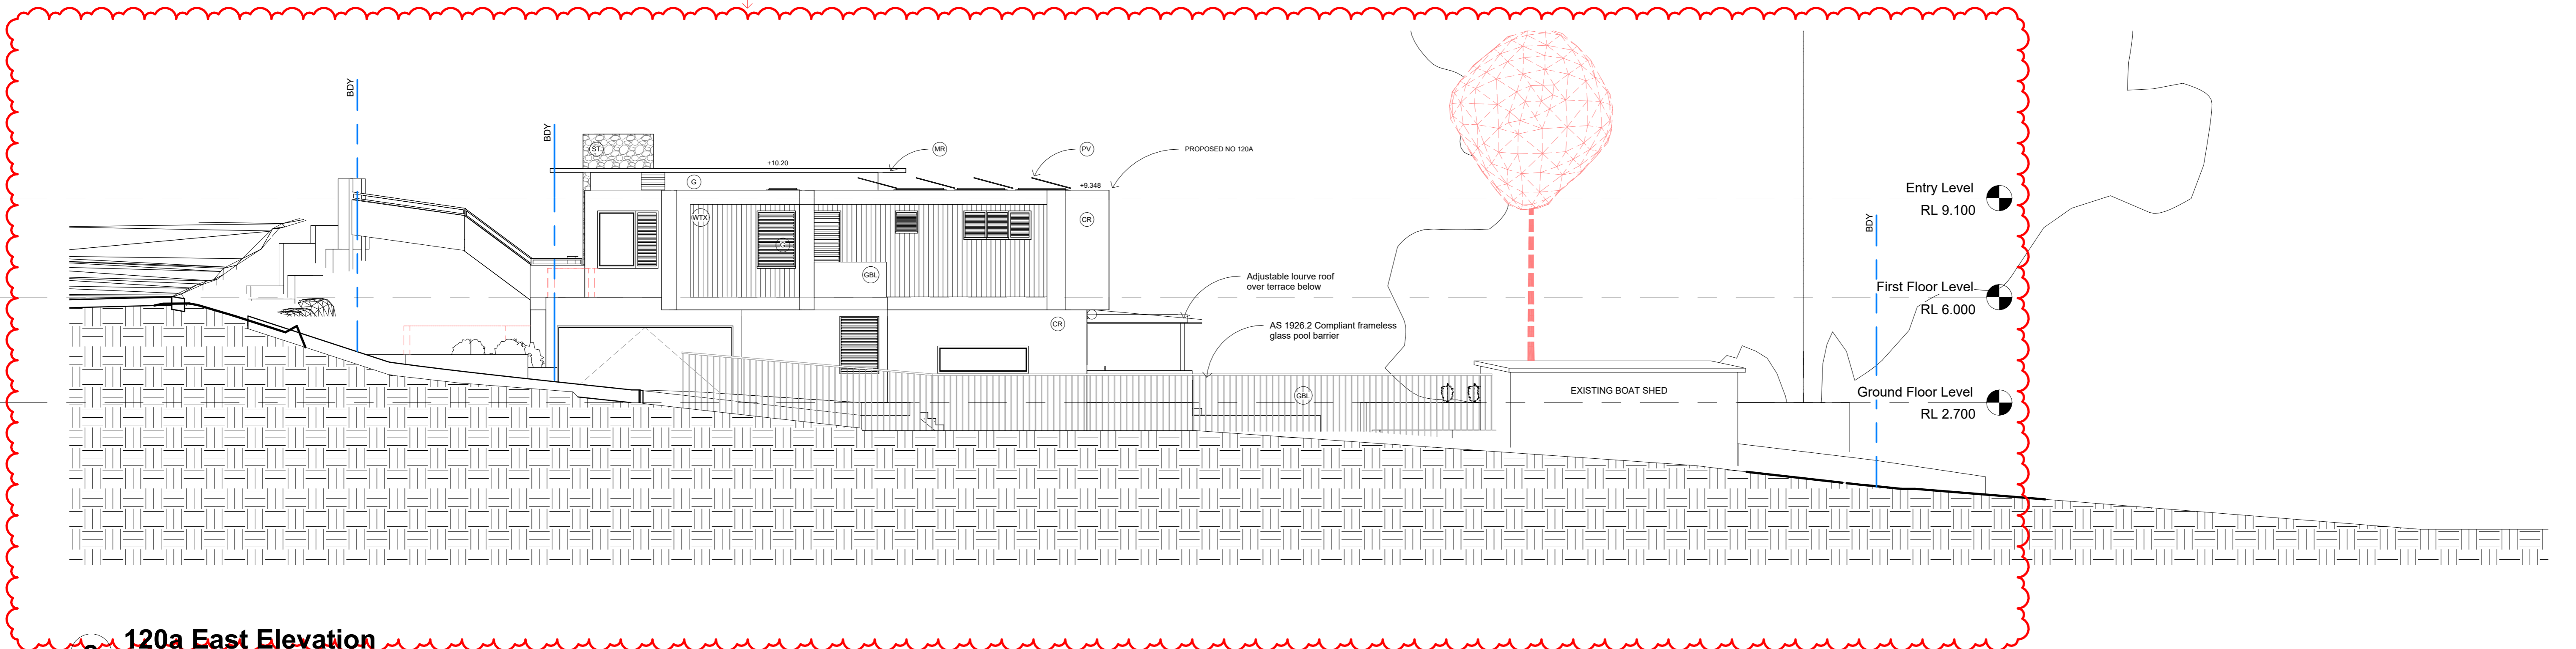 BDY
BDY
ST
+10.20
MR
PV
PROPOSED NO 120A
G
+9.348
WTX
CR
G
GBL
Entry Level
RL 9.100
BDY
Adjustable lourve roof
over terrace below
First Floor Level
RL 6.000
CR
AS 1926.2 Compliant frameless
glass pool barrier
EXISTING BOAT SHED
GBL
Ground Floor Level
RL 2.700
120a East Elevation